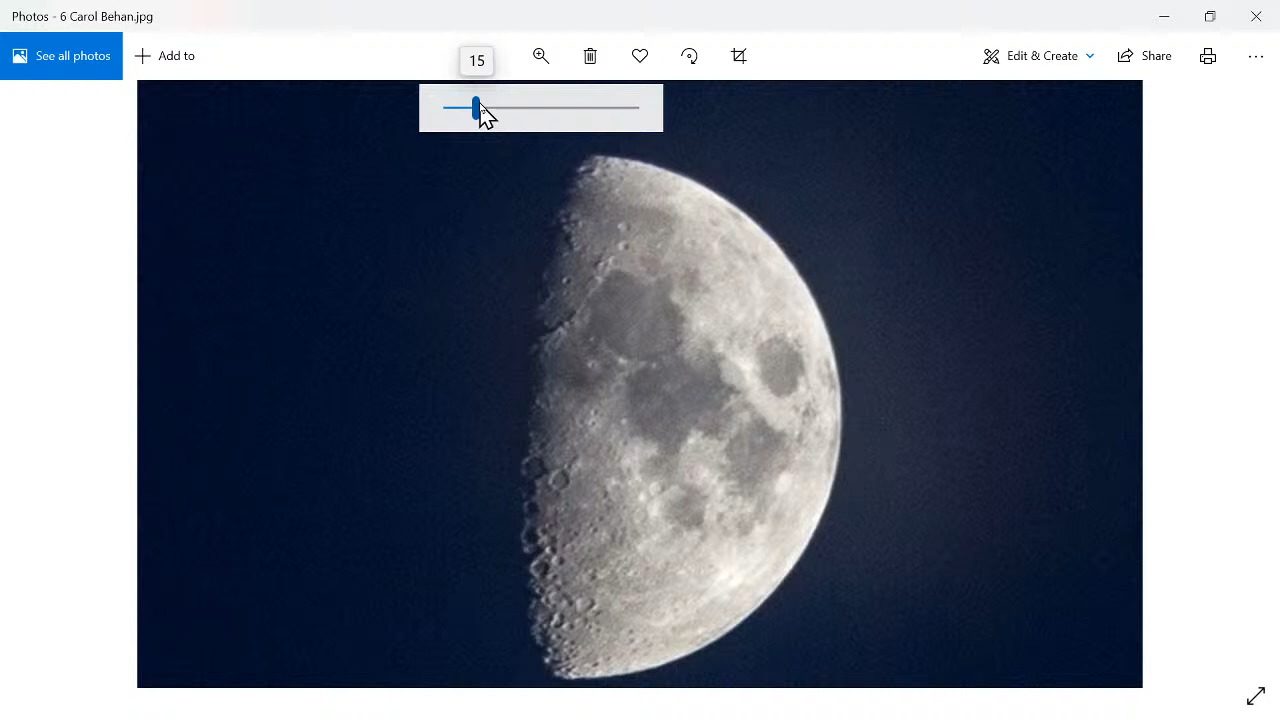 Photos - 6 Carol Behan.jpg
See all photos
Add to
15
Edit & Create
Share